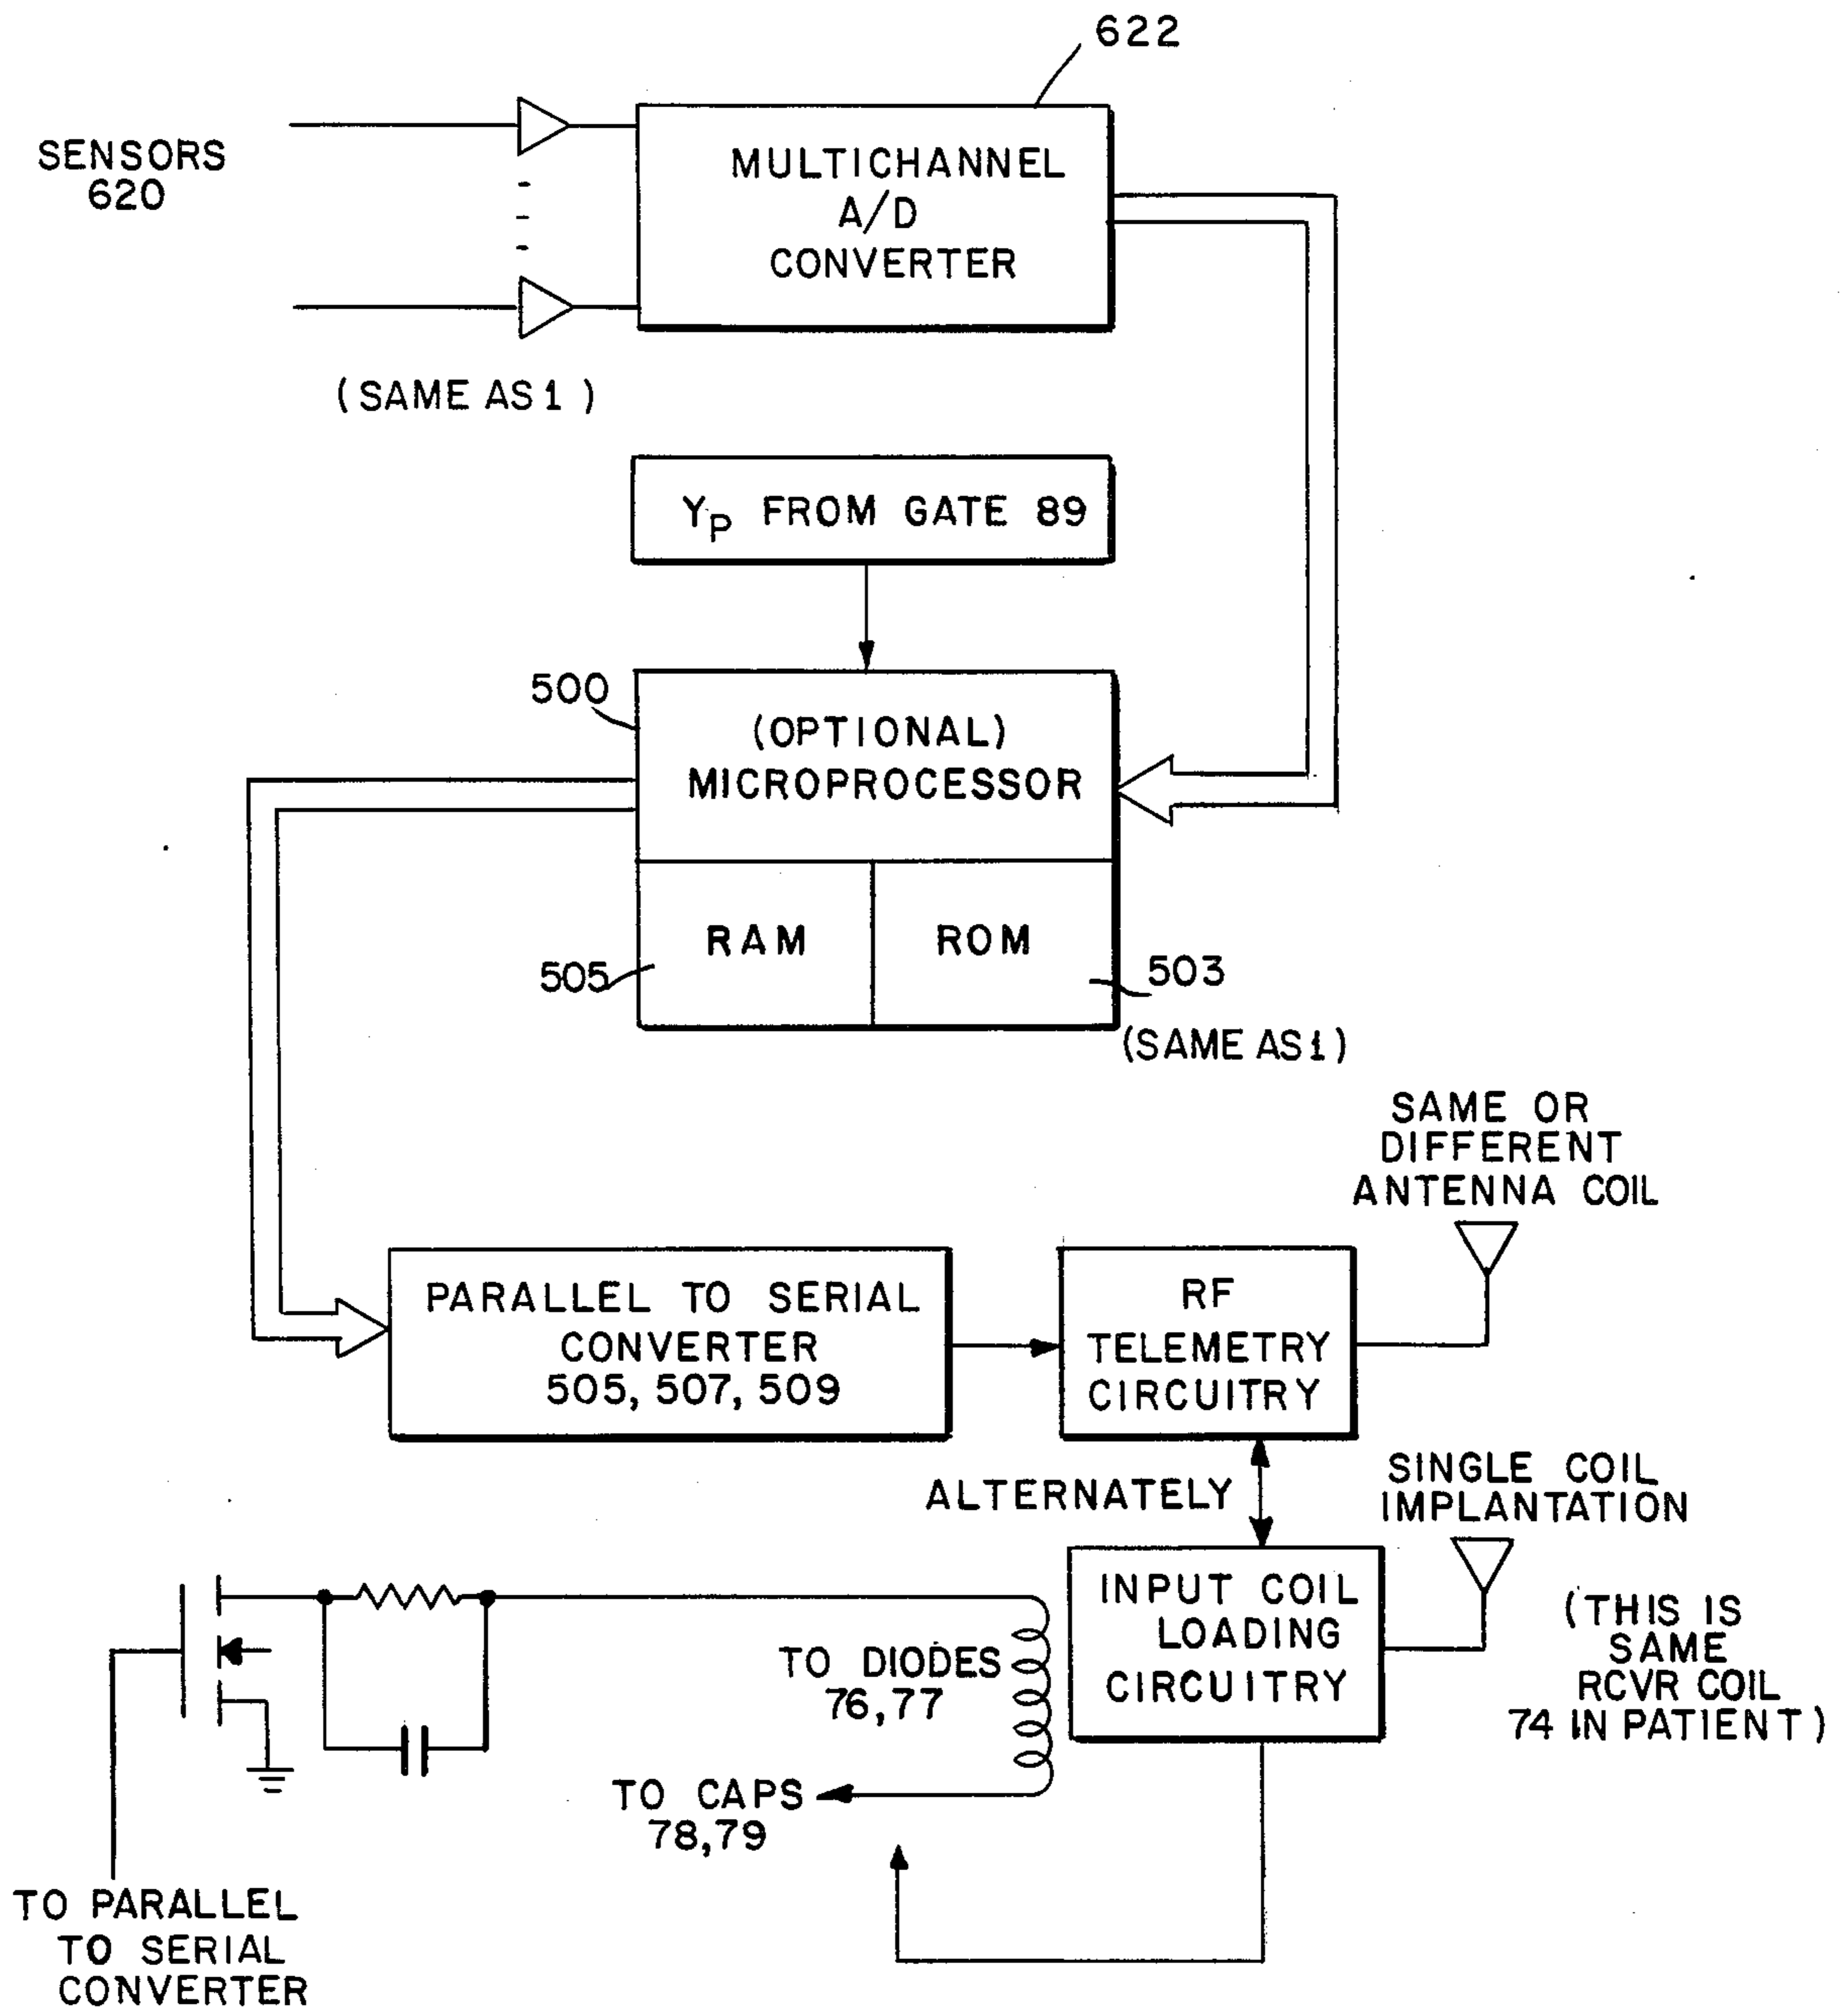 622
SENSORS
620
MULTICHANNEL
A/D
CONVERTER
(SAME AS 1)
YP FROM GATE 89
500
(OPTIONAL)
MICROPROCESSOR
RAM
ROM
505
503
(SAME AS 1)
SAME OR
DIFFERENT
ANTENNA COIL
PARALLEL TO SERIAL
CONVERTER
505, 507, 509
RF
TELEMETRY
CIRCUITRY
ALTERNATELY
SINGLE COIL
IMPLANTATION
INPUT COIL
LOADING
CIRCUITRY
(THIS IS
SAME
RCVR COIL
74 IN PATIENT)
TO DIODES
76,77
TO CAPS
78,79
TO PARALLEL
TO SERIAL
CONVERTER